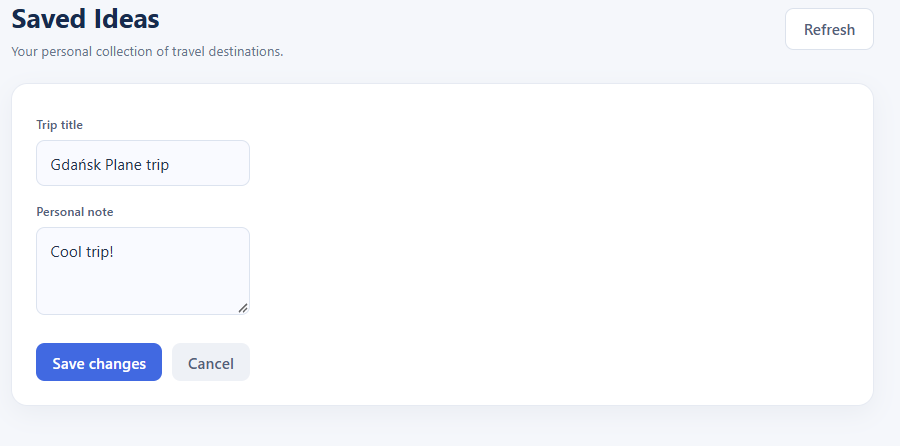 Saved Ideas
Refresh
Your personal collection of travel destinations.
Trip title
Gdańsk Plane trip
Personal note
Cool trip!
Save changes
Cancel